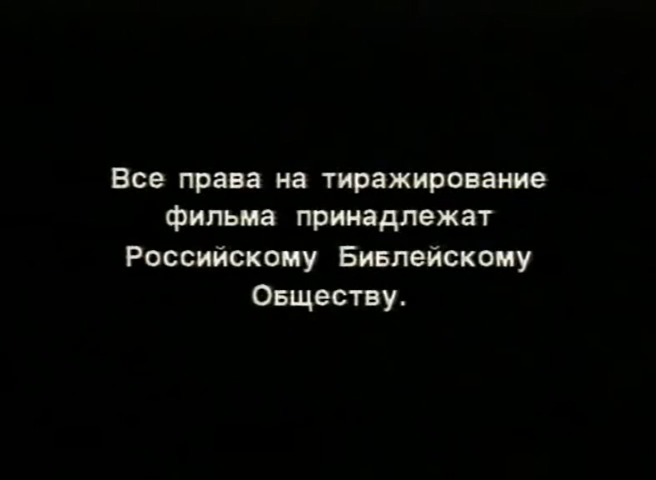 Все права на тиражирование
фильма принадлежат
Российскому Библейскому
Обществу.